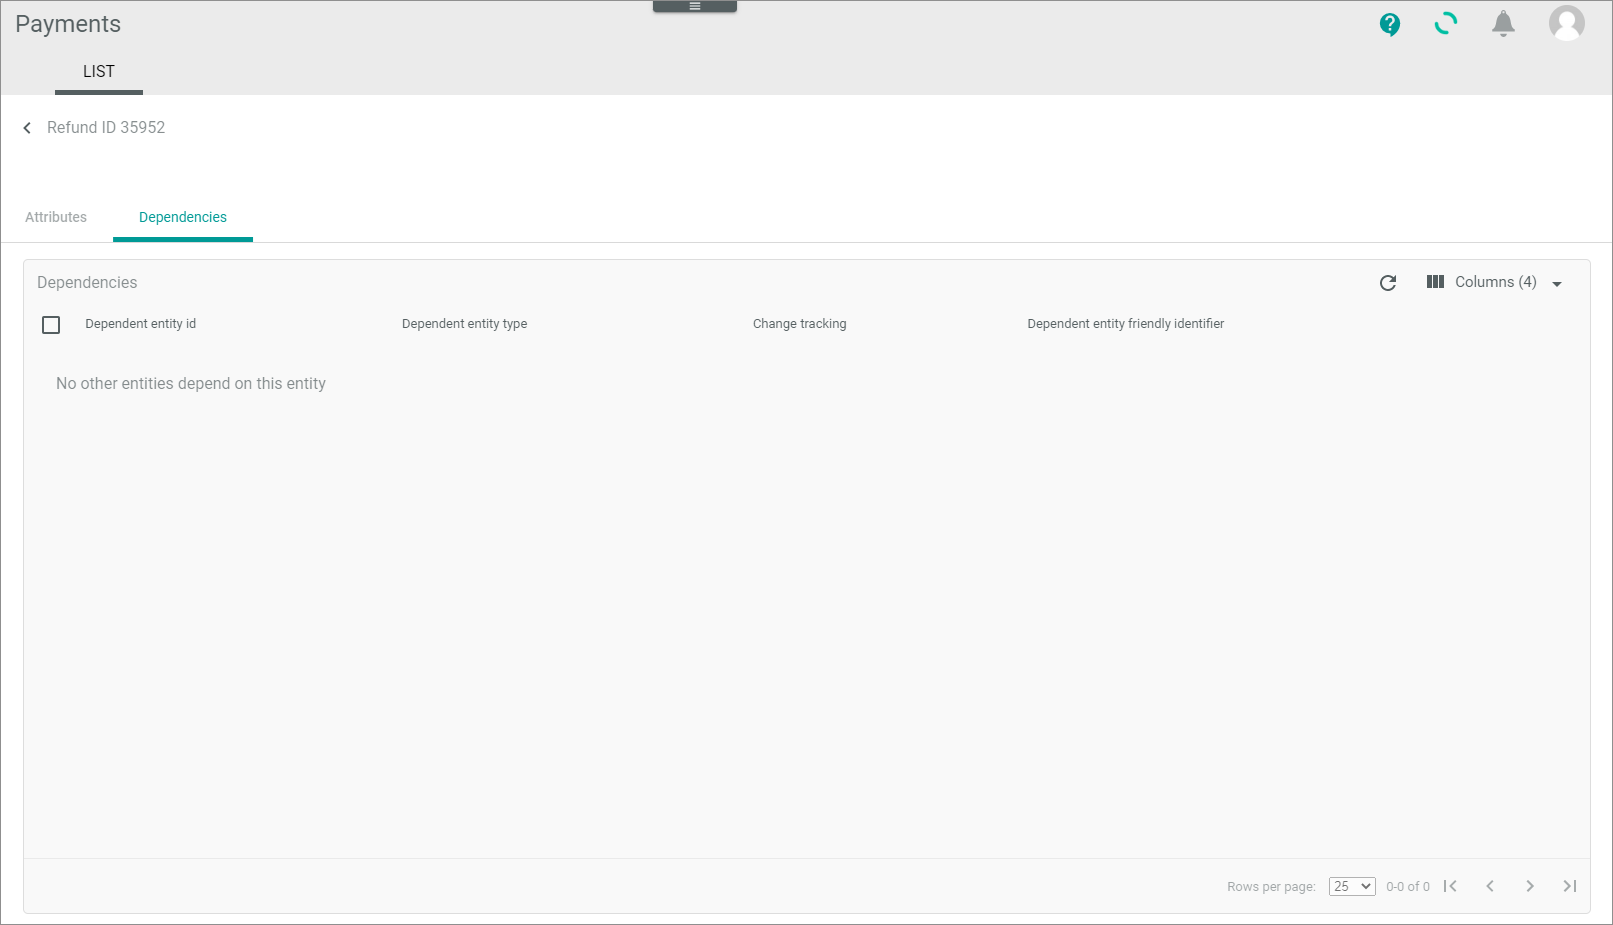 Payments
LIST
Refund ID 35952
Attributes Dependencies
Dependencies Columns (4)
Dependent entity id Dependent entity type Change tracking Dependent entity friendly identifier
No other entities depend on this entity
Rows per page: 25 0-0 of 0